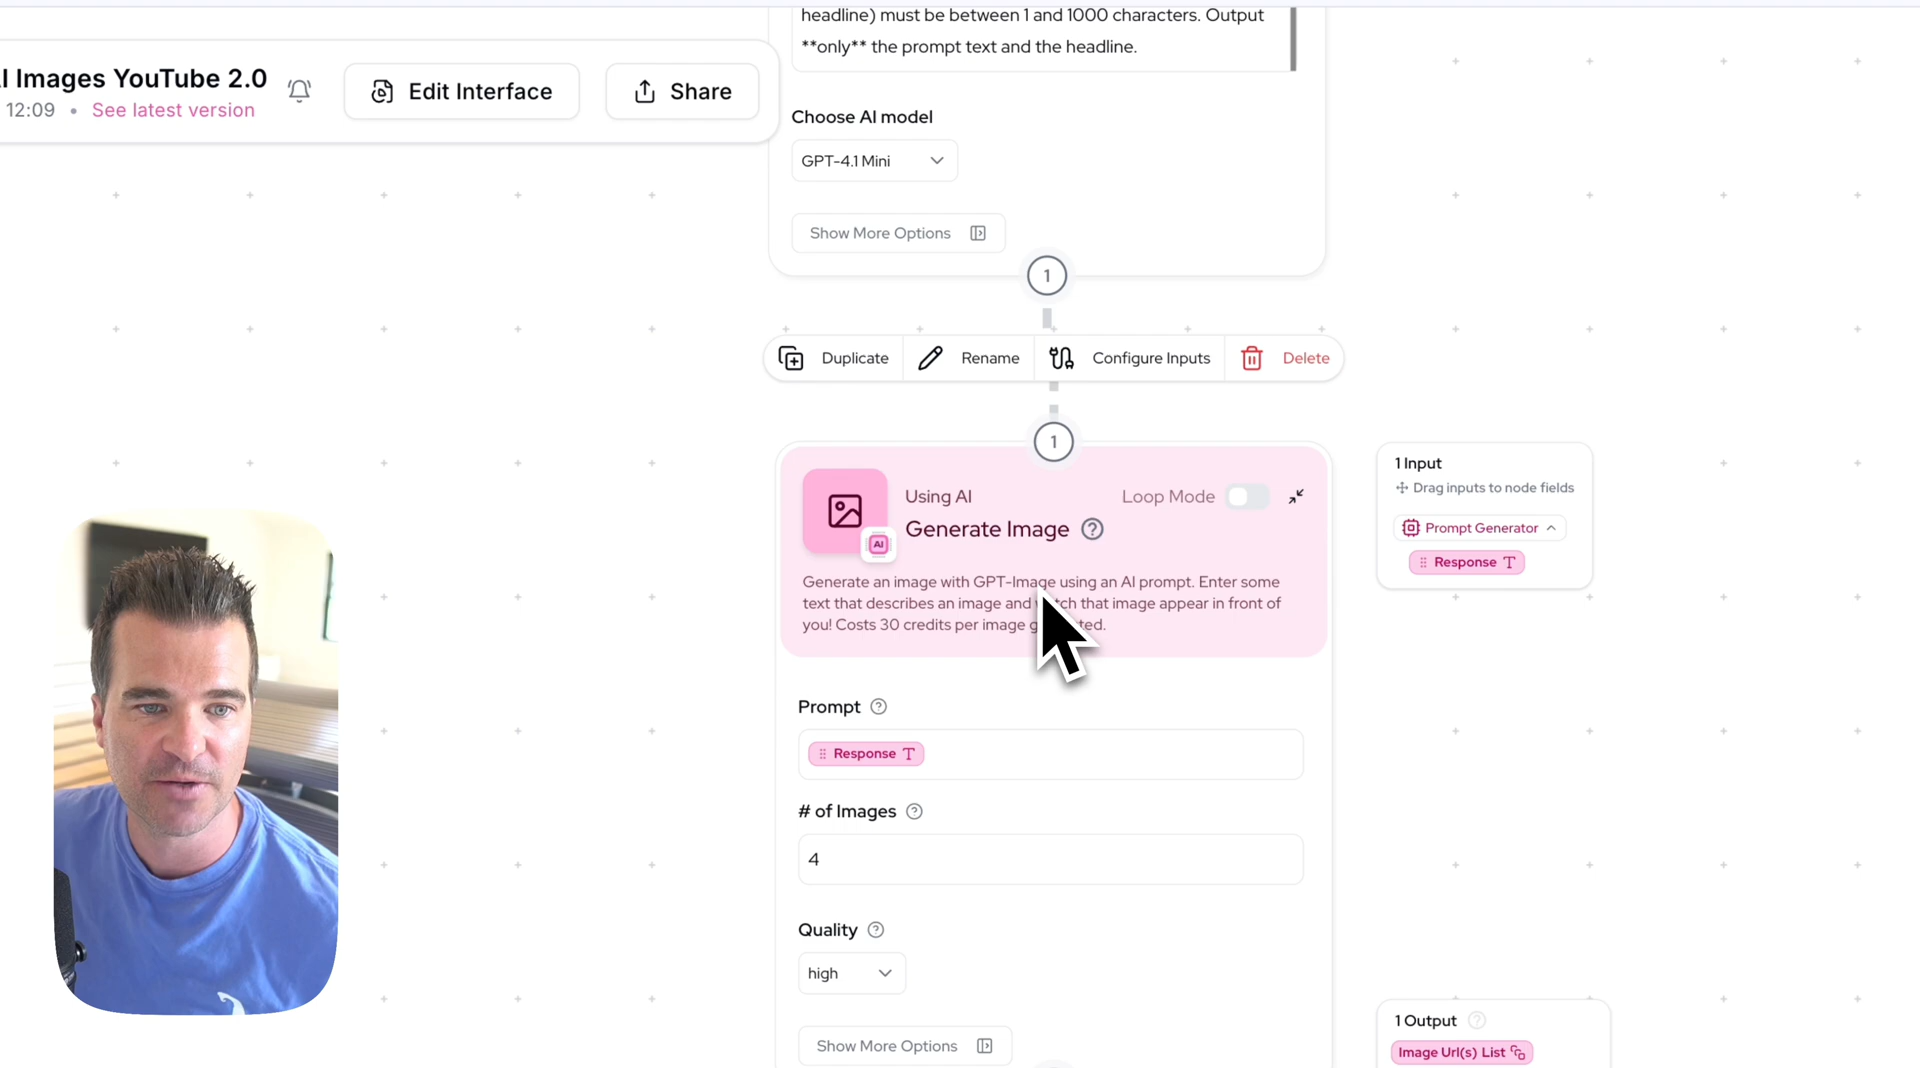 headline) must be between 1 and 1000 characters. Output
**only** the prompt text and the headline.
I Images YouTube 2.0
12:09 • See latest version
Edit Interface
Share
Choose AI model
GPT-4.1 Mini
Show More Options
1
Duplicate
Rename
Configure Inputs
Delete
1
Using AI
Loop Mode
Generate Image
AI
Generate an image with GPT-Image using an AI prompt. Enter some
text that describes an image and that image appear in front of
you! Costs 30 credits per image
1 Input
Drag inputs to node fields
Prompt Generator
Response T
Prompt
Response T
# of Images
4
Quality
high
Show More Options
1 Output
Image Url(s) List